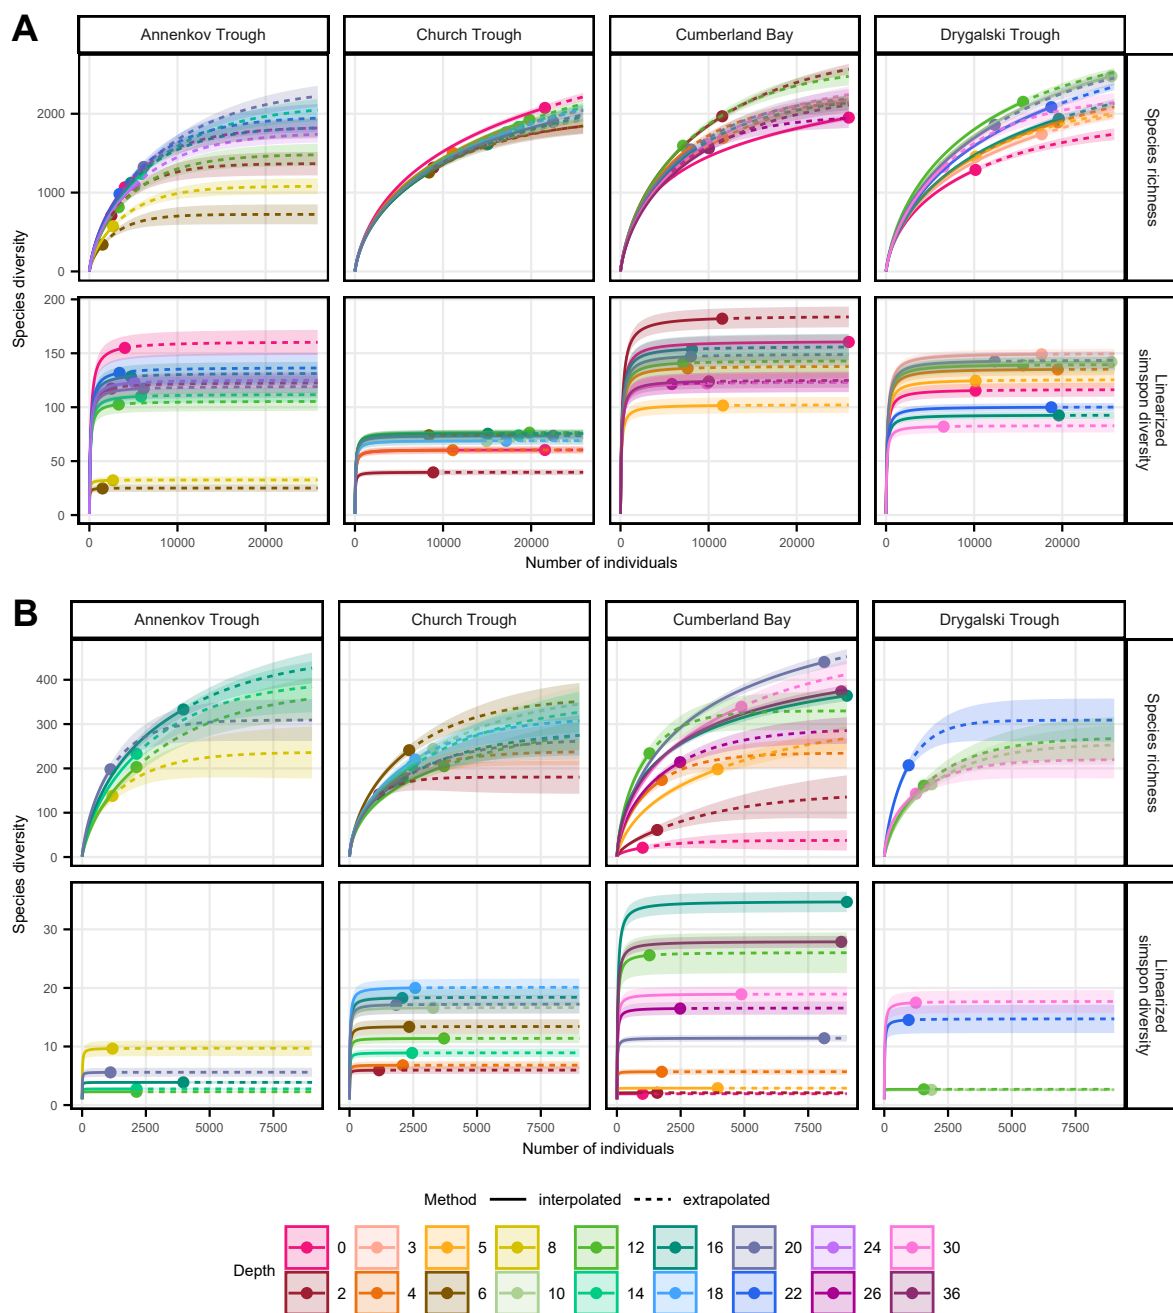 A
Annenkov Trough
Church Trough
Cumberland Bay
Drygalski Trough
2000
1000
0
Species richness
Species diversity
200
150
100
50
0
Linearized
simspon diversity
0 10000 20000
0 10000 20000
0 10000 20000
0 10000 20000
Number of individuals
B
Annenkov Trough
Church Trough
Cumberland Bay
Drygalski Trough
400
300
200
100
0
Species richness
Species diversity
30
20
10
0
Linearized
simspon diversity
0 2500 5000 7500
0 2500 5000 7500
0 2500 5000 7500
0 2500 5000 7500
Number of individuals
Method interpolated extrapolated
Depth
0 3 5 8 12 16 20 24 30
2 4 6 10 14 18 22 26 36